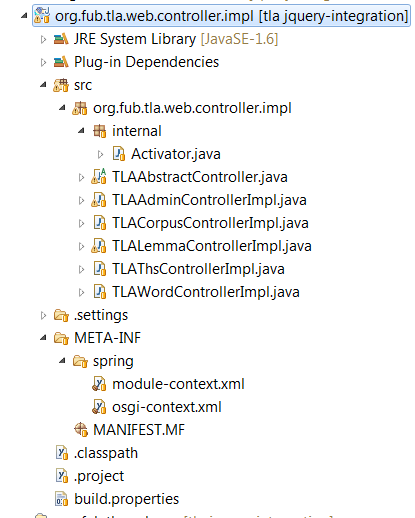 org.fub.tla.web.controller.impl [tla jquery-integration]
JRE System Library [JavaSE-1.6]
Plug-in Dependencies
src
org.fub.tla.web.controller.impl
internal
Activator.java
TLAAbstractController.java
TLAAdminControllerImpl.java
TLACorpusControllerImpl.java
TLALemmaControllerImpl.java
TLAThsControllerImpl.java
TLAWordControllerImpl.java
.settings
META-INF
spring
module-context.xml
osgi-context.xml
MANIFEST.MF
.classpath
.project
build.properties